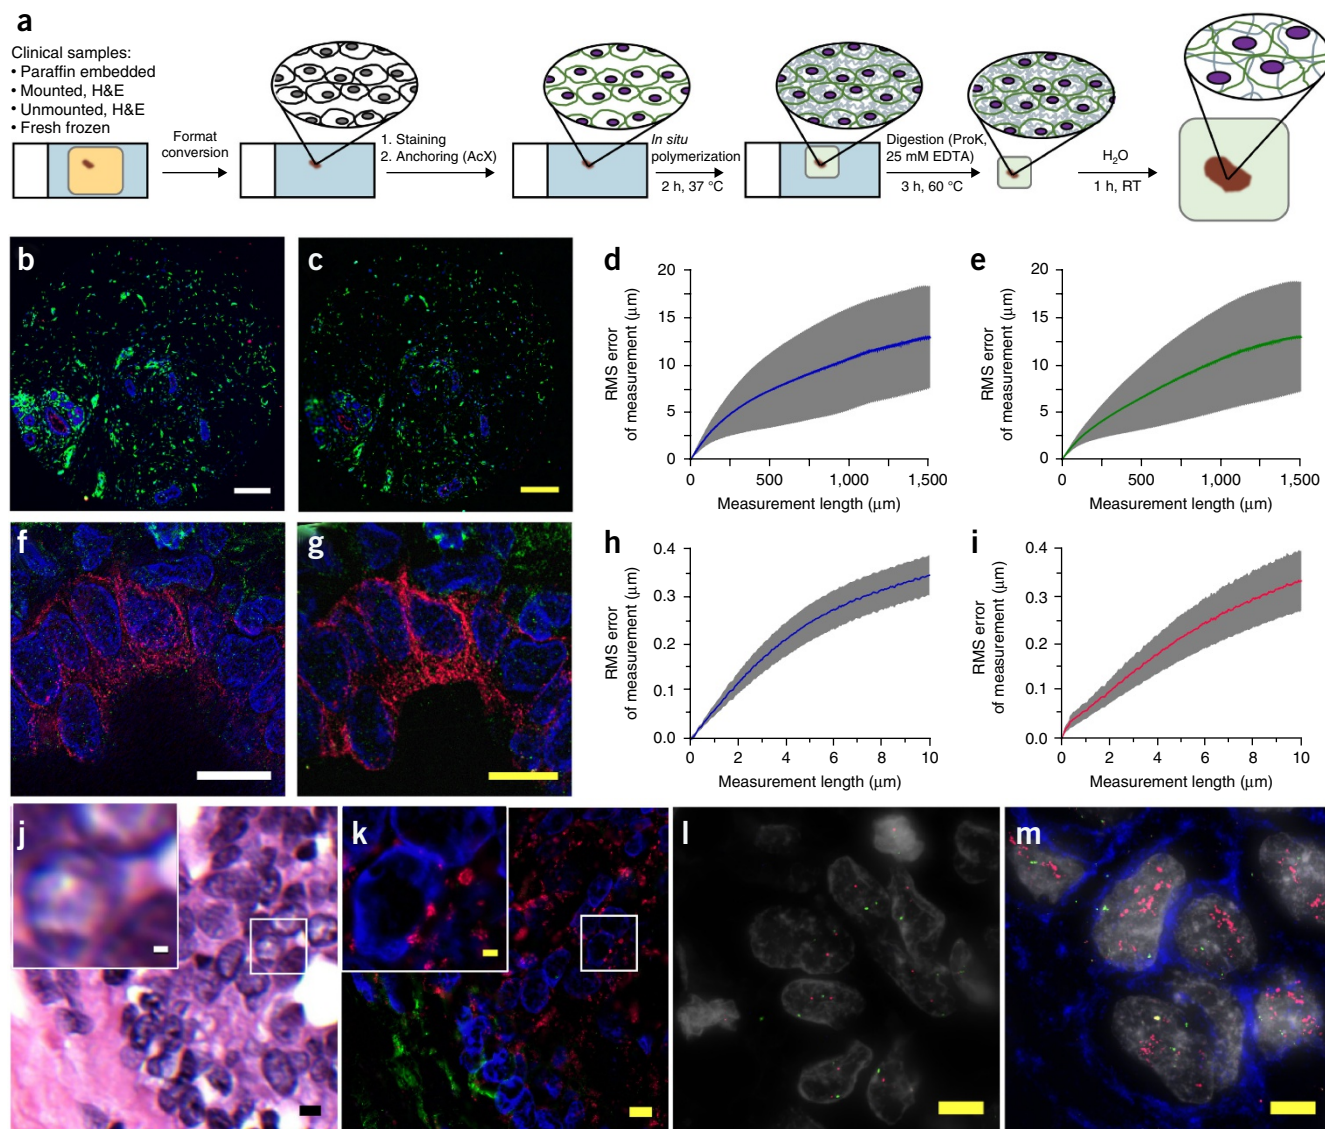 a
Clinical samples:
• Paraffin embedded
• Mounted, H&E
• Unmounted, H&E
• Fresh frozen
Format
conversion
1. Staining
2. Anchoring (AcX)
In situ
polymerization
2 h, 37 °C
Digestion (ProK,
25 mM EDTA)
3 h, 60 °C
H₂O
1 h, RT
b
c
d
20
15
10
5
0
RMS error
of measurement (μm)
0
500
1,000
1,500
Measurement length (μm)
e
20
15
10
5
0
RMS error
of measurement (μm)
0
500
1,000
1,500
Measurement length (μm)
f
g
h
0.4
0.3
0.2
0.1
0.0
RMS error
of measurement (μm)
0
2
4
6
8
10
Measurement length (μm)
i
0.4
0.3
0.2
0.1
0.0
RMS error
of measurement (μm)
0
2
4
6
8
10
Measurement length (μm)
j
k
l
m